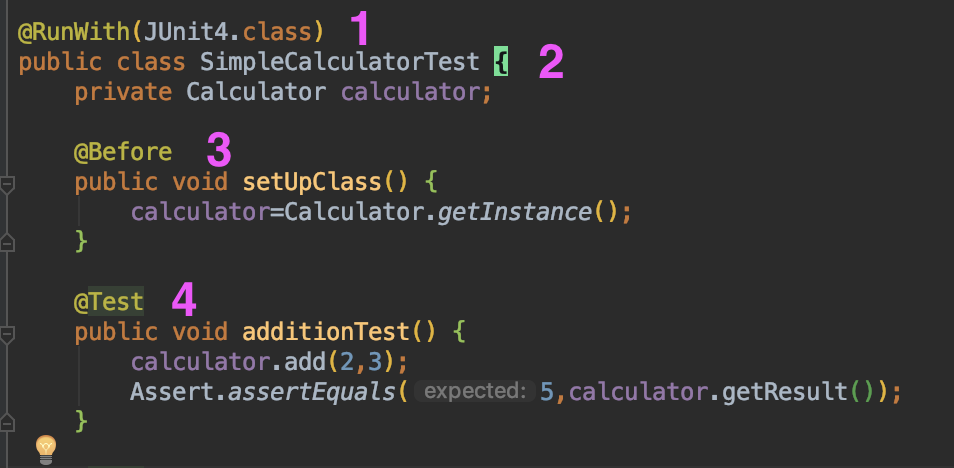 @RunWith(JUnit4.class) 1
public class SimpleCalculatorTest { 2
private Calculator calculator;
@Before 3
public void setUpClass() {
calculator=Calculator.getInstance();
}
@Test 4
public void additionTest() {
calculator.add(2,3);
Assert.assertEquals( expected: 5,calculator.getResult());
}